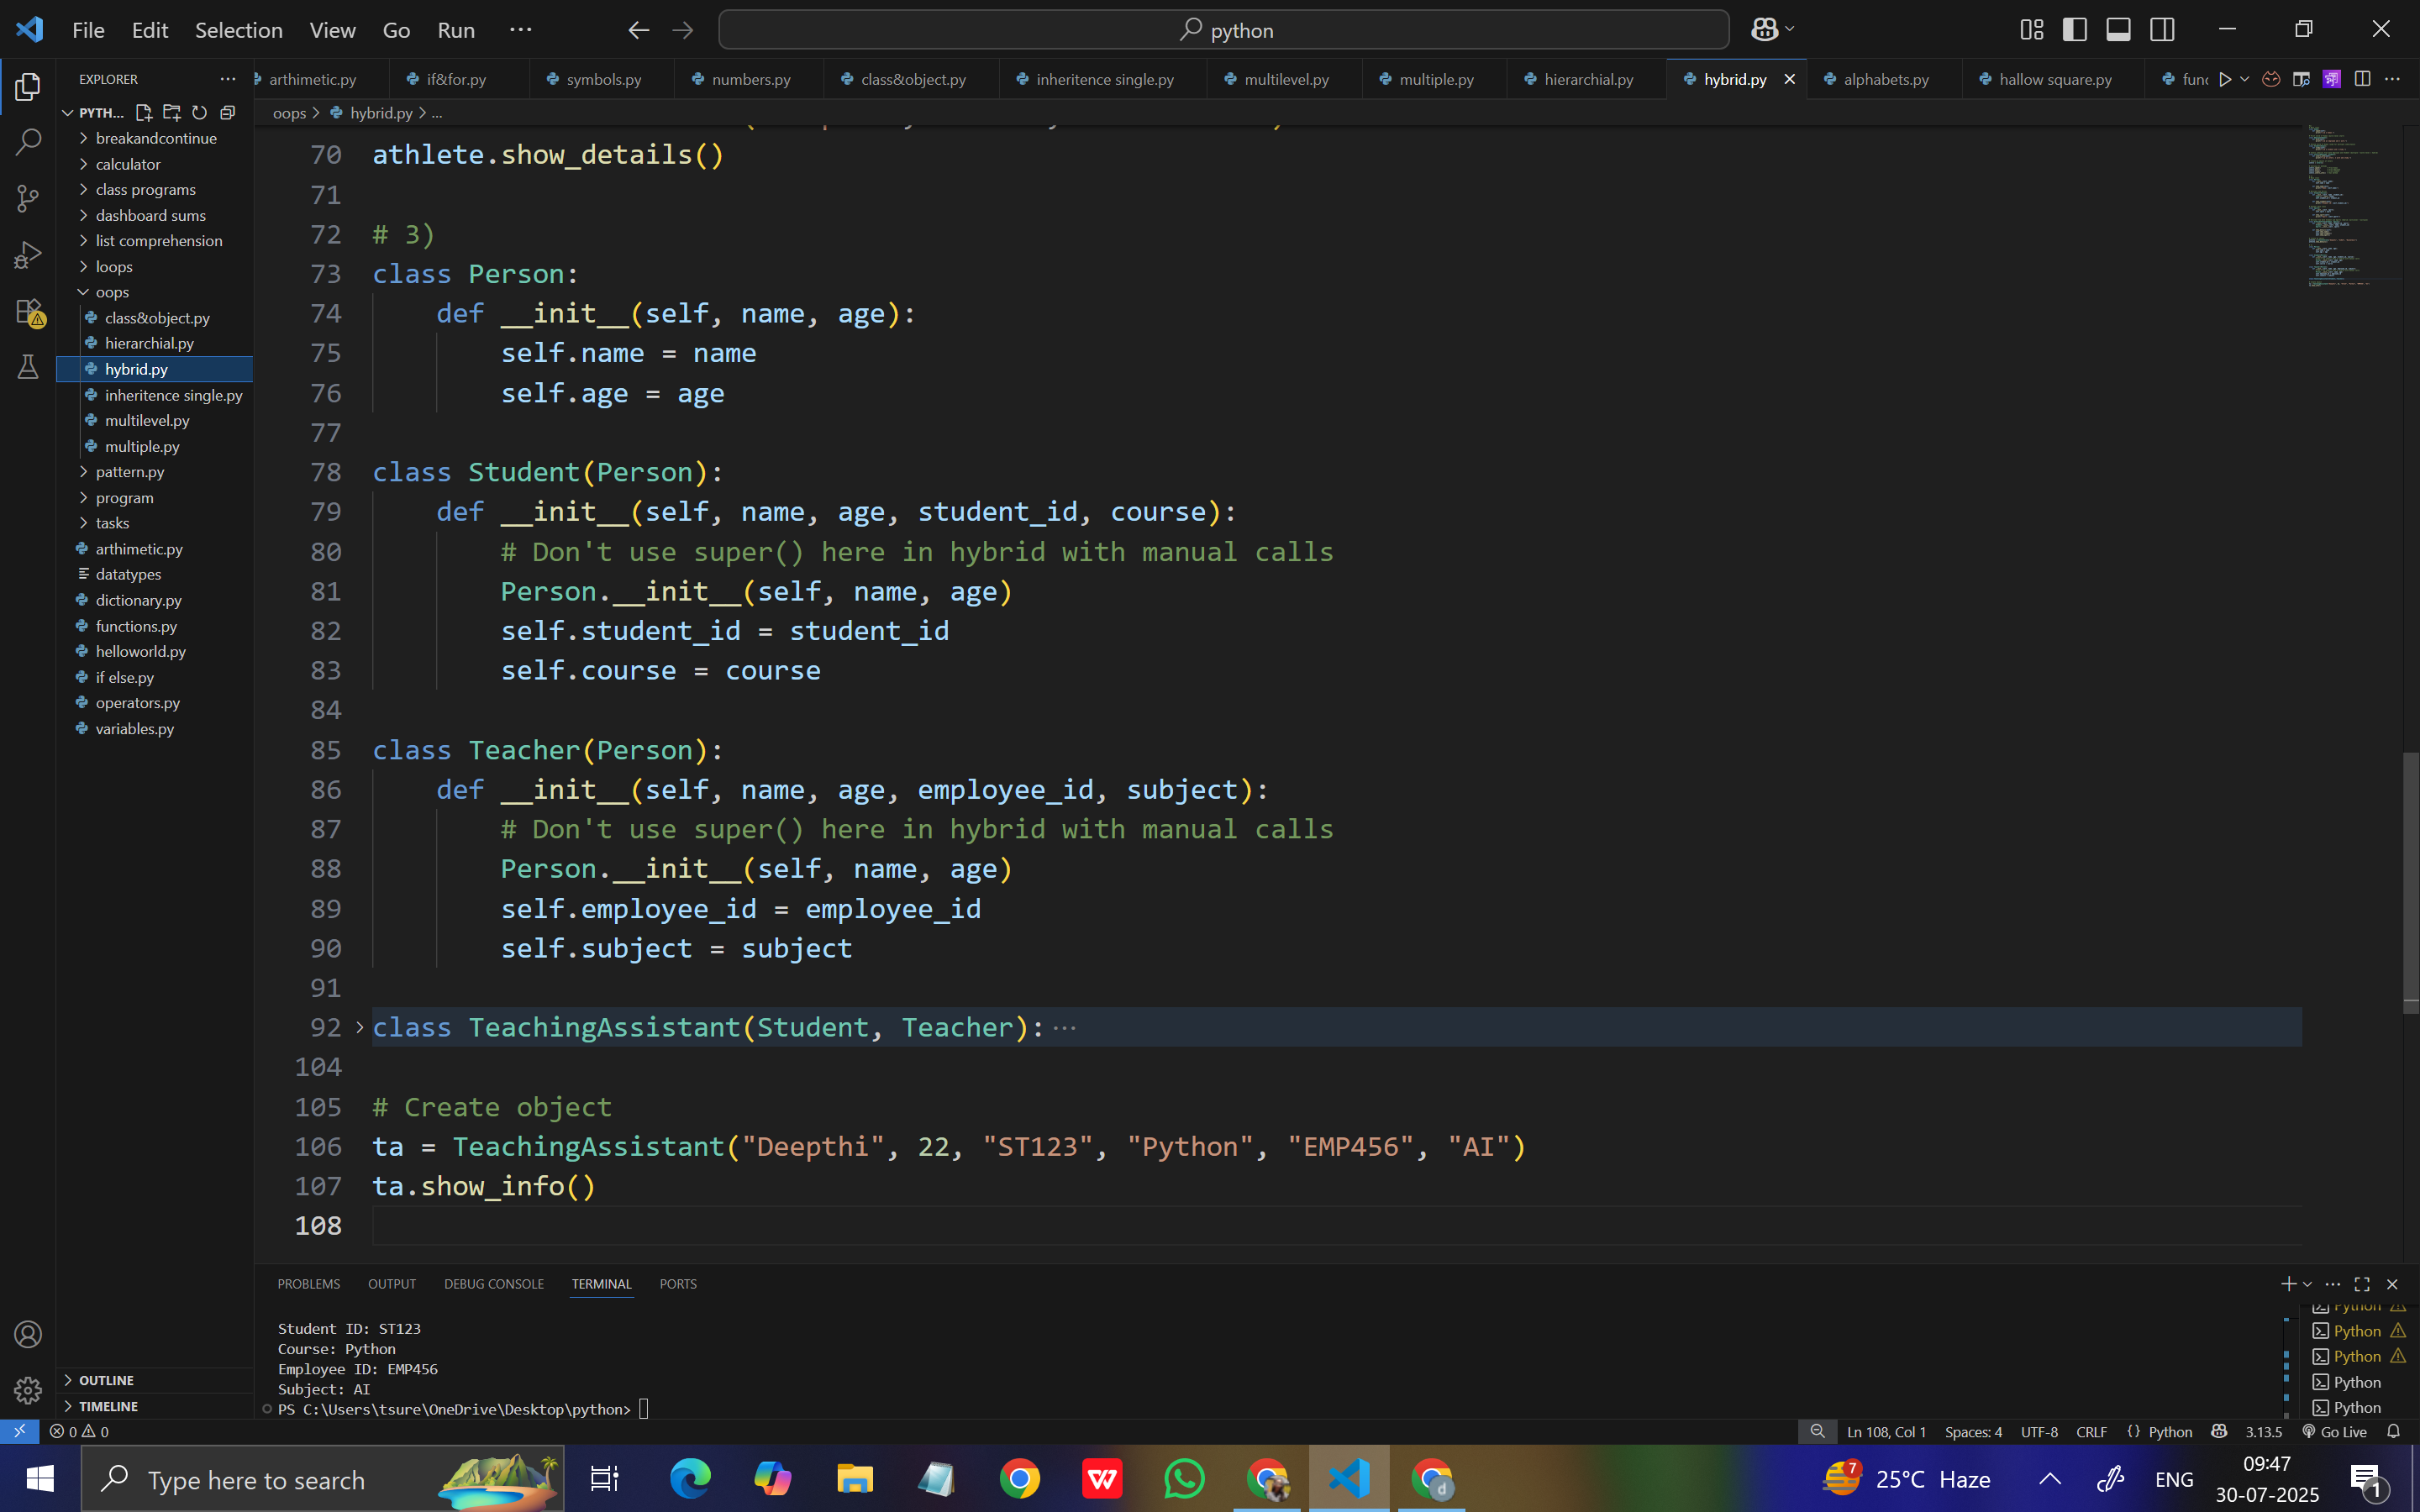 File Edit Selection View Go Run ··· python
EXPLORER ···
arthimetic.py if&for.py symbols.py numbers.py class&object.py inheritence single.py multilevel.py multiple.py hierarchial.py hybrid.py alphabets.py hallow square.py
oops > hybrid.py > ...
PYTH...
breakandcontinue
calculator
class programs
dashboard sums
list comprehension
loops
oops
class&object.py
hierarchial.py
hybrid.py
inheritence single.py
multilevel.py
multiple.py
pattern.py
program
tasks
arthimetic.py
datatypes
dictionary.py
functions.py
helloworld.py
if else.py
operators.py
variables.py
OUTLINE
TIMELINE
70 athlete.show_details()
71
72 # 3)
73 class Person:
74     def __init__(self, name, age):
75         self.name = name
76         self.age = age
77
78 class Student(Person):
79     def __init__(self, name, age, student_id, course):
80         # Don't use super() here in hybrid with manual calls
81         Person.__init__(self, name, age)
82         self.student_id = student_id
83         self.course = course
84
85 class Teacher(Person):
86     def __init__(self, name, age, employee_id, subject):
87         # Don't use super() here in hybrid with manual calls
88         Person.__init__(self, name, age)
89         self.employee_id = employee_id
90         self.subject = subject
91
92 > class TeachingAssistant(Student, Teacher):···
104
105 # Create object
106 ta = TeachingAssistant("Deepthi", 22, "ST123", "Python", "EMP456", "AI")
107 ta.show_info()
108
PROBLEMS OUTPUT DEBUG CONSOLE TERMINAL PORTS
Student ID: ST123
Course: Python
Employee ID: EMP456
Subject: AI
PS C:\Users\tsure\OneDrive\Desktop\python>
Python
Python
Python
Python
Python
0 0 Ln 108, Col 1 Spaces: 4 UTF-8 CRLF {} Python 3.13.5 Go Live
Type here to search 7 25°C Haze ENG 09:47
30-07-2025
1